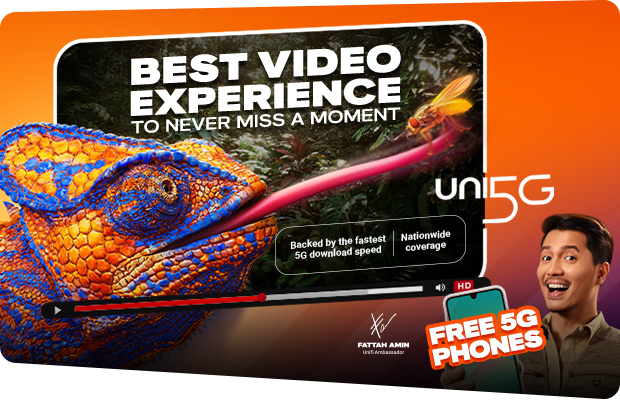 BEST VIDEO
EXPERIENCE
TO NEVER MISS A MOMENT
uni5G
Backed by the fastest
5G download speed
Nationwide
coverage
HD
FATTAH AMIN
Unifi Ambassador
FREE 5G
PHONES